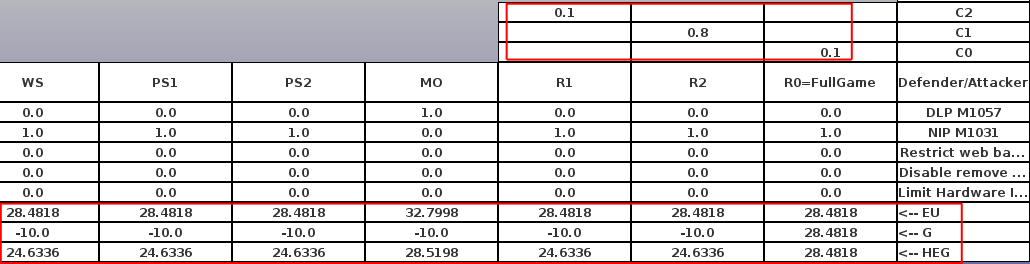 0.1 C2
0.8 C1
0.1 C0
WS PS1 PS2 MO R1 R2 R0=FullGame Defender/Attacker
0.0 0.0 0.0 1.0 0.0 0.0 0.0 DLP M1057
1.0 1.0 1.0 0.0 1.0 1.0 1.0 NIP M1031
0.0 0.0 0.0 0.0 0.0 0.0 0.0 Restrict web ba...
0.0 0.0 0.0 0.0 0.0 0.0 0.0 Disable remove ...
0.0 0.0 0.0 0.0 0.0 0.0 0.0 Limit Hardware I...
28.4818 28.4818 28.4818 32.7998 28.4818 28.4818 28.4818 <-- EU
-10.0 -10.0 -10.0 -10.0 -10.0 -10.0 28.4818 <-- G
24.6336 24.6336 24.6336 28.5198 24.6336 24.6336 28.4818 <-- HEG